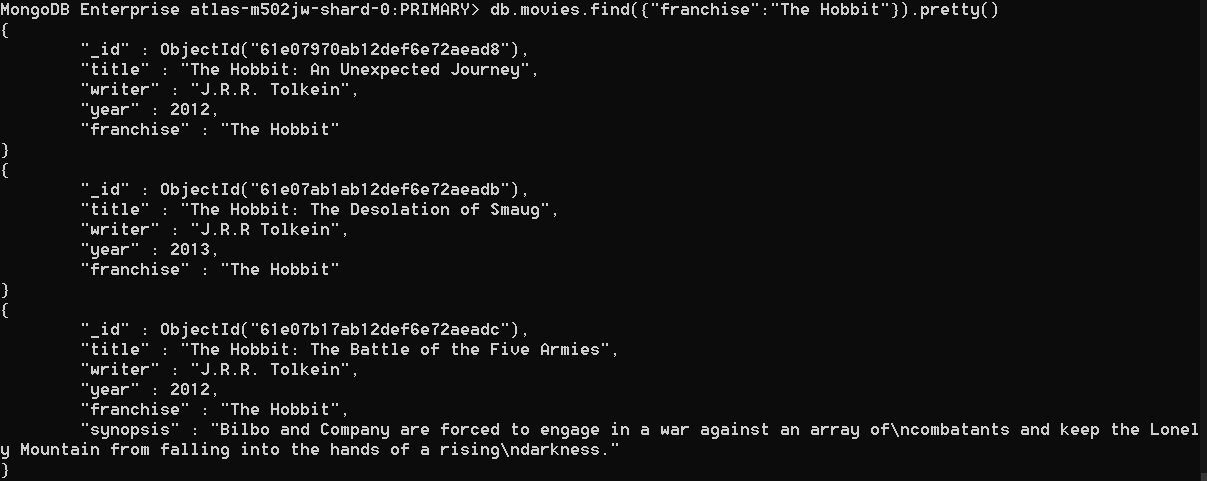 MongoDB Enterprise atlas-m502jw-shard-0:PRIMARY> db.movies.find({"franchise":"The Hobbit"}).pretty()
{
        "_id" : ObjectId("61e07970ab12def6e72aead8"),
        "title" : "The Hobbit: An Unexpected Journey",
        "writer" : "J.R.R. Tolkein",
        "year" : 2012,
        "franchise" : "The Hobbit"
}
{
        "_id" : ObjectId("61e07ab1ab12def6e72aeadb"),
        "title" : "The Hobbit: The Desolation of Smaug",
        "writer" : "J.R.R Tolkein",
        "year" : 2013,
        "franchise" : "The Hobbit"
}
{
        "_id" : ObjectId("61e07b17ab12def6e72aeadc"),
        "title" : "The Hobbit: The Battle of the Five Armies",
        "writer" : "J.R.R. Tolkein",
        "year" : 2012,
        "franchise" : "The Hobbit",
        "synopsis" : "Bilbo and Company are forced to engage in a war against an array of\ncombatants and keep the Lonel
y Mountain from falling into the hands of a rising\ndarkness."
}